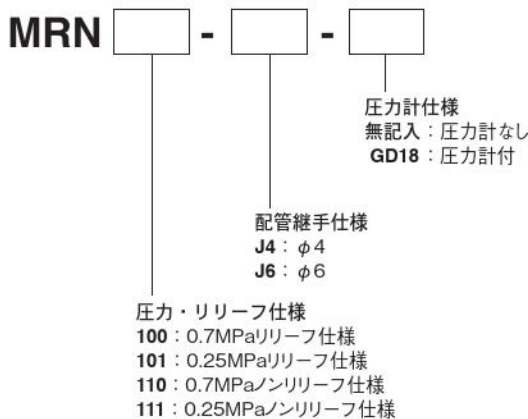 MRN - -
圧力計仕様
無記入：圧力計なし
GD18：圧力計付
配管継手仕様
J4：φ4
J6：φ6
圧力・リリーフ仕様
100：0.7MPaリリーフ仕様
101：0.25MPaリリーフ仕様
110：0.7MPaノンリリーフ仕様
111：0.25MPaノンリリーフ仕様